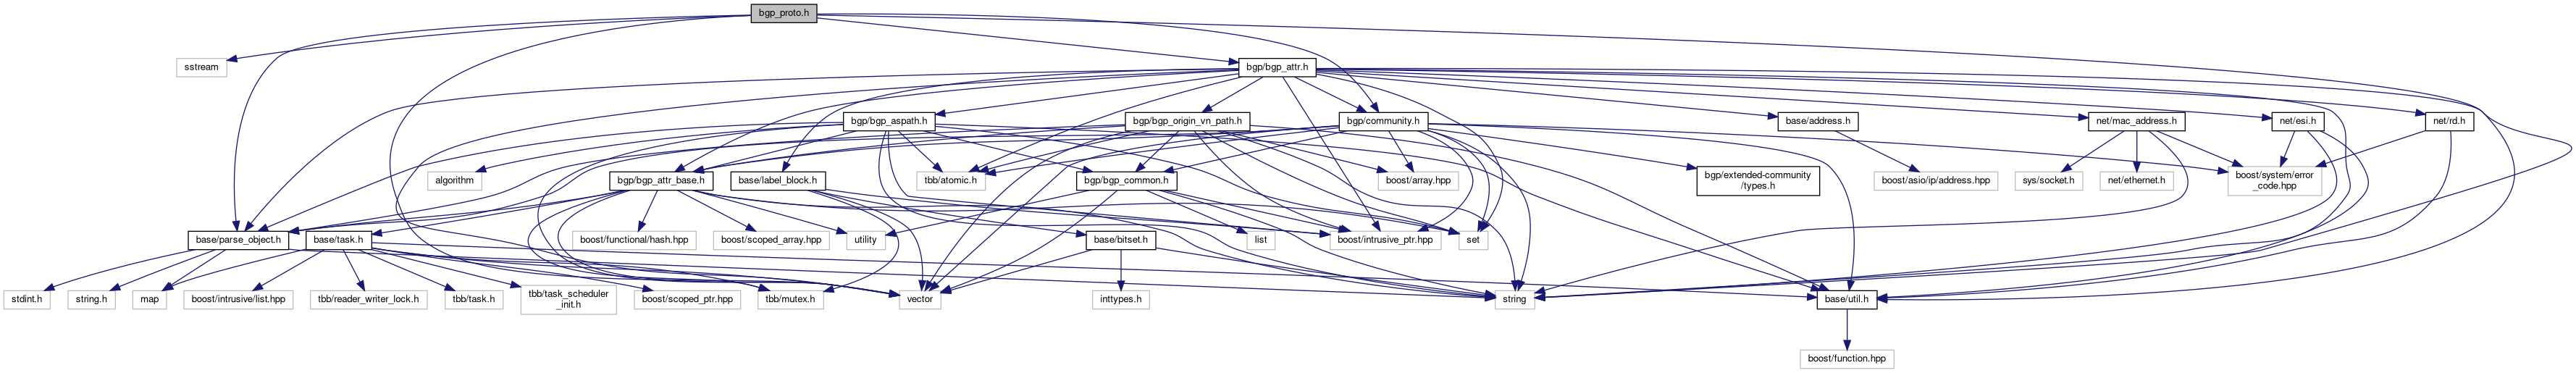 bgp_proto.h
sstream
bgp/bgp_attr.h
bgp/bgp_aspath.h
bgp/bgp_origin_vn_path.h
bgp/community.h
base/address.h
net/mac_address.h
net/esi.h
net/rd.h
algorithm
bgp/bgp_attr_base.h
base/label_block.h
tbb/atomic.h
bgp/bgp_common.h
boost/array.hpp
bgp/extended-community
/types.h
boost/asio/ip/address.hpp
sys/socket.h
net/ethernet.h
boost/system/error
_code.hpp
base/parse_object.h
base/task.h
boost/functional/hash.hpp
boost/scoped_array.hpp
utility
base/bitset.h
list
boost/intrusive_ptr.hpp
set
stdint.h
string.h
map
boost/intrusive/list.hpp
tbb/reader_writer_lock.h
tbb/task.h
tbb/task_scheduler
_init.h
boost/scoped_ptr.hpp
tbb/mutex.h
vector
inttypes.h
string
base/util.h
boost/function.hpp